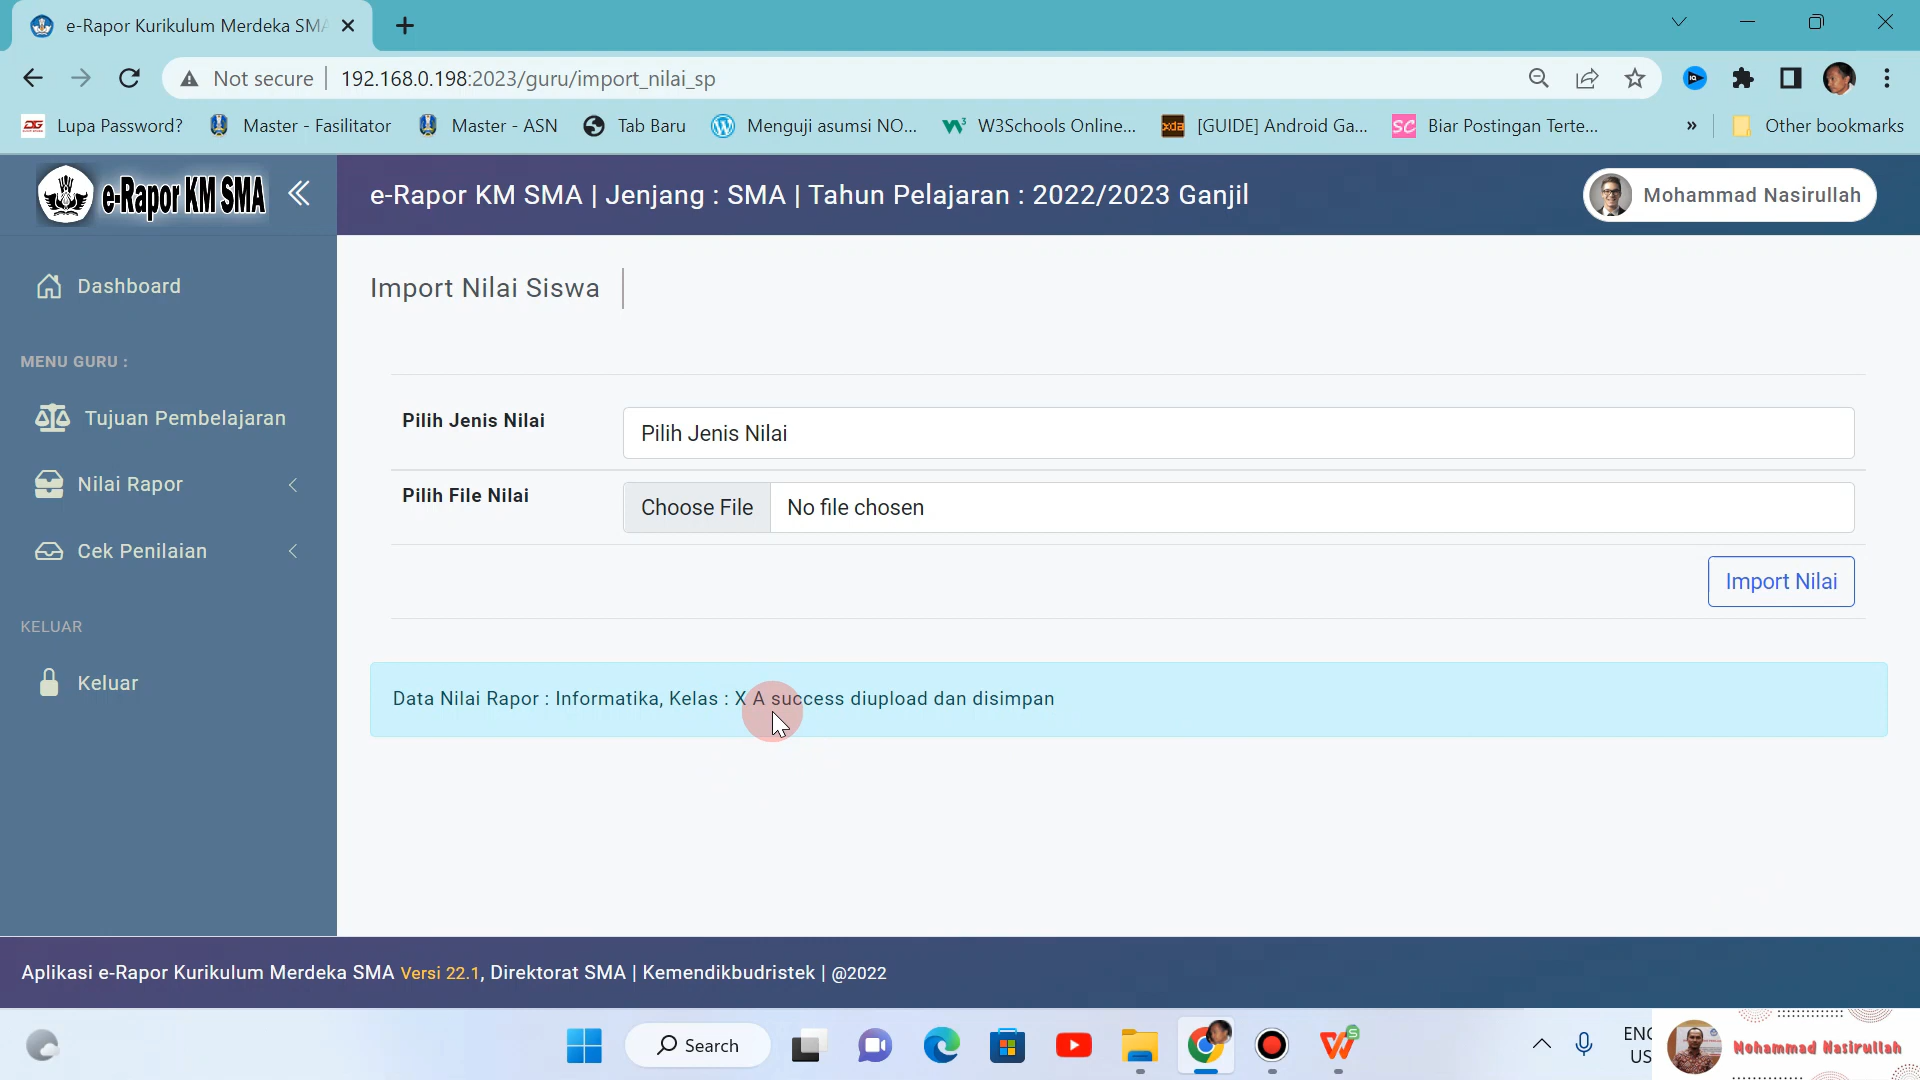 e-Rapor Kurikulum Merdeka SMA
Not secure
192.168.0.198:2023/guru/import_nilai_sp
Lupa Password?
Master - Fasilitator
Master - ASN
Tab Baru
Menguji asumsi NO...
W3Schools Online...
[GUIDE] Android Ga...
SC
Biar Postingan Terte...
»
Other bookmarks
e-Rapor KM SMA
e-Rapor KM SMA | Jenjang : SMA | Tahun Pelajaran : 2022/2023 Ganjil
Mohammad Nasirullah
Dashboard
MENU GURU :
Tujuan Pembelajaran
Nilai Rapor
Cek Penilaian
KELUAR
Keluar
Import Nilai Siswa
Pilih Jenis Nilai
Pilih Jenis Nilai
Pilih File Nilai
Choose File
No file chosen
Import Nilai
Data Nilai Rapor : Informatika, Kelas : X A success diupload dan disimpan
Aplikasi e-Rapor Kurikulum Merdeka SMA Versi 22.1, Direktorat SMA | Kemendikbudristek | @2022
Search
ENG
US
Mohammad Nasirullah